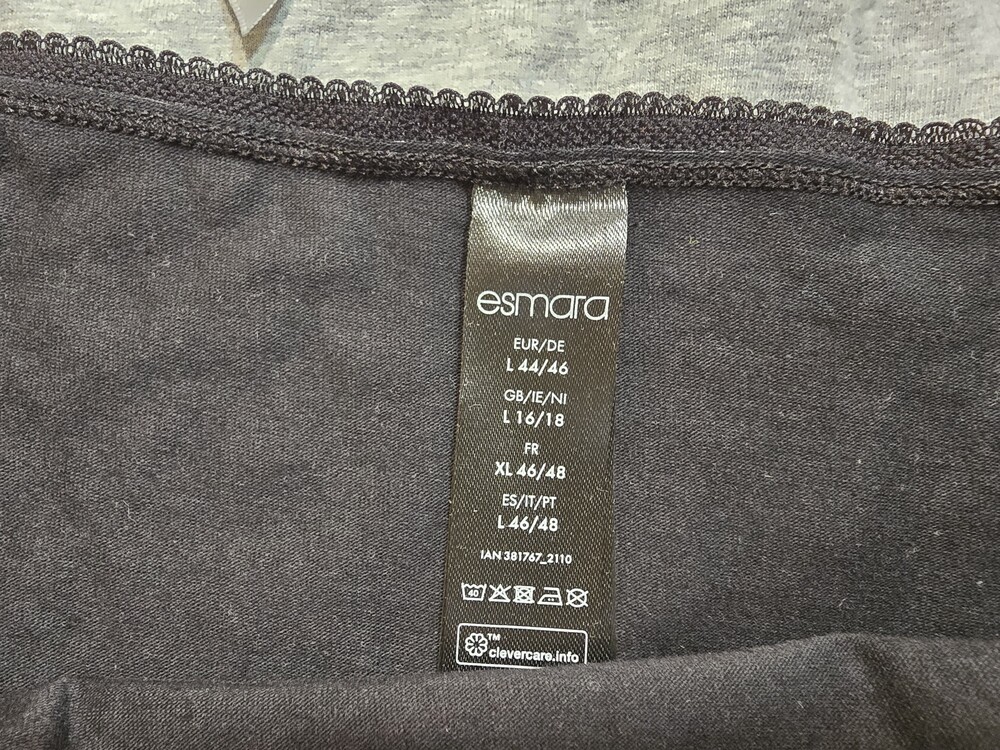 esmara
EUR/DE
L 44/46
GB/IE/NI
L 16/18
FR
XL 46/48
ES/IT/PT
L 46/48
IAN 381767_2110
40
™
clevercare.info